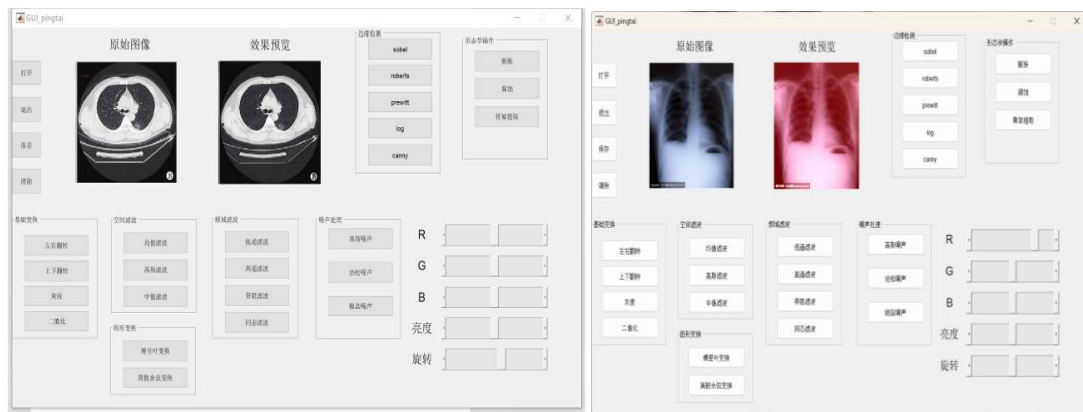 GUI_pingtai
原始图像
效果预览
边缘检测
形态学操作
打开
退出
保存
清除
sobel
roberts
prewitt
log
canny
膨胀
腐蚀
骨架提取
基础变换
左右翻转
上下翻转
灰度
二值化
空间滤波
均值滤波
高斯滤波
中值滤波
图形变换
傅里叶变换
离散余弦变换
频域滤波
低通滤波
高通滤波
带阻滤波
同态滤波
噪声处理
高斯噪声
泊松噪声
椒盐噪声
R
G
B
亮度
旋转
GUI_pingtai
原始图像
效果预览
边缘检测
形态学操作
打开
退出
保存
清除
sobel
roberts
prewitt
log
canny
膨胀
腐蚀
骨架提取
基础变换
左右翻转
上下翻转
灰度
二值化
空间滤波
均值滤波
高斯滤波
中值滤波
图形变换
傅里叶变换
离散余弦变换
频域滤波
低通滤波
高通滤波
带阻滤波
同态滤波
噪声处理
高斯噪声
泊松噪声
椒盐噪声
R
G
B
亮度
旋转